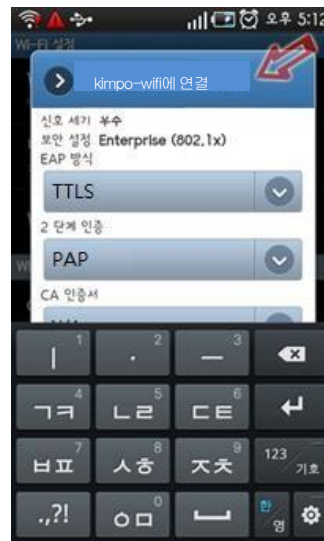 오후 5:12
Wi-Fi 설정
kimpo-wifi에 연결
신호 세기 우수
보안 설정 Enterprise (802.1x)
EAP 방식
TTLS
2 단계 인증
PAP
CA 인증서
ㅣ 1 · 2 ㅡ 3
ㄱㅋ 4 ㄴㄹ 5 ㄷㅌ 6
ㅂㅍ 7 ㅅㅎ 8 ㅈㅊ 9 123 기호
.,?! ㅇㅁ 0 한 영